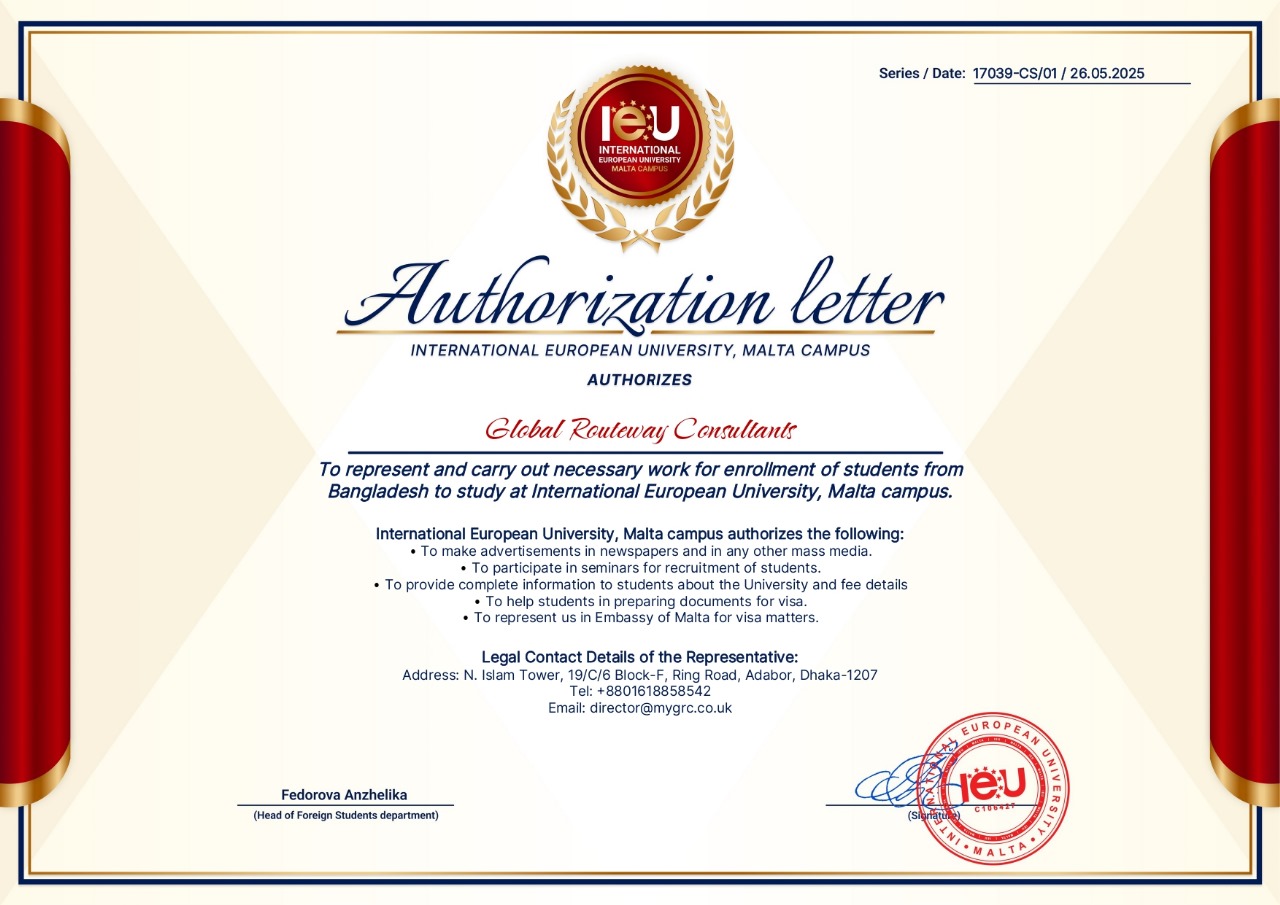 Series / Date: 17039-CS/01 / 26.05.2025
IEU
INTERNATIONAL
EUROPEAN UNIVERSITY
MALTA CAMPUS
Authorization letter
INTERNATIONAL EUROPEAN UNIVERSITY, MALTA CAMPUS
AUTHORIZES
Global Routeway Consultants
To represent and carry out necessary work for enrollment of students from
Bangladesh to study at International European University, Malta campus.
International European University, Malta campus authorizes the following:
• To make advertisements in newspapers and in any other mass media.
• To participate in seminars for recruitment of students.
• To provide complete information to students about the University and fee details
• To help students in preparing documents for visa.
• To represent us in Embassy of Malta for visa matters.
Legal Contact Details of the Representative:
Address: N. Islam Tower, 19/C/6 Block-F, Ring Road, Adabor, Dhaka-1207
Tel: +8801618858542
Email: director@mygrc.co.uk
Fedorova Anzhelika
(Head of Foreign Students department)
(Signature)
INTERNATIONAL EUROPEAN UNIVERSITY
IEU
C106427
• MALTA •